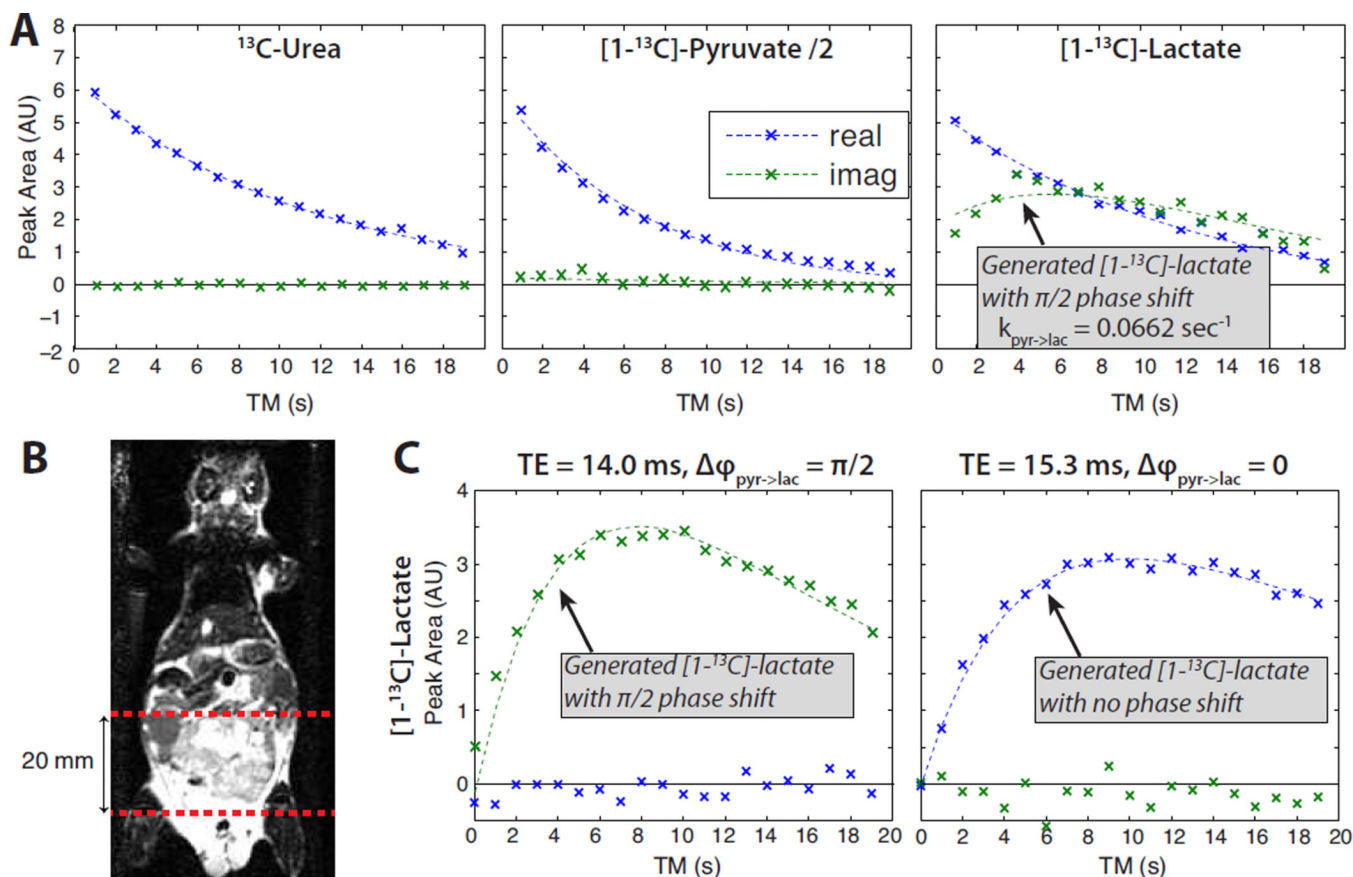 A
¹³C-Urea
[1-¹³C]-Pyruvate /2
[1-¹³C]-Lactate
real
imag
Generated [1-¹³C]-lactate
with π/2 phase shift
kpyr->lac = 0.0662 sec⁻¹
Peak Area (AU)
8
7
6
5
4
3
2
1
0
−1
−2
0 2 4 6 8 10 12 14 16 18
0 2 4 6 8 10 12 14 16 18
0 2 4 6 8 10 12 14 16 18
TM (s)
TM (s)
TM (s)
B
20 mm
C
TE = 14.0 ms, Δφpyr->lac = π/2
TE = 15.3 ms, Δφpyr->lac = 0
[1-¹³C]-Lactate
Peak Area (AU)
4
3
2
1
0
Generated [1-¹³C]-lactate
with π/2 phase shift
Generated [1-¹³C]-lactate
with no phase shift
0 2 4 6 8 10 12 14 16 18 20
0 2 4 6 8 10 12 14 16 18 20
TM (s)
TM (s)